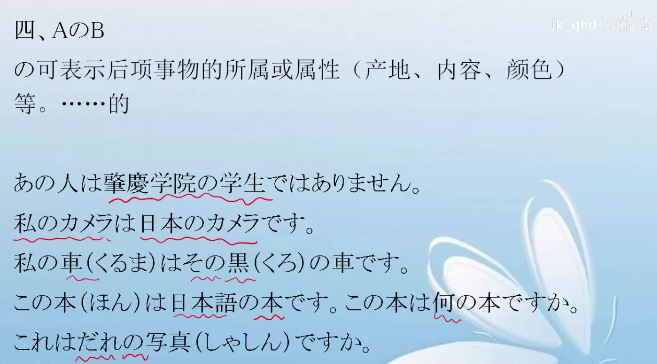 lk_qhd
四、AのB
の可表示后项事物的所属或属性（产地、内容、颜色）
等。……的
あの人は肇慶学院の学生ではありません。
私のカメラは日本のカメラです。
私の車(くるま)はその黒(くろ)の車です。
この本(ほん)は日本語の本です。この本は何の本ですか。
これはだれの写真(しゃしん)ですか。